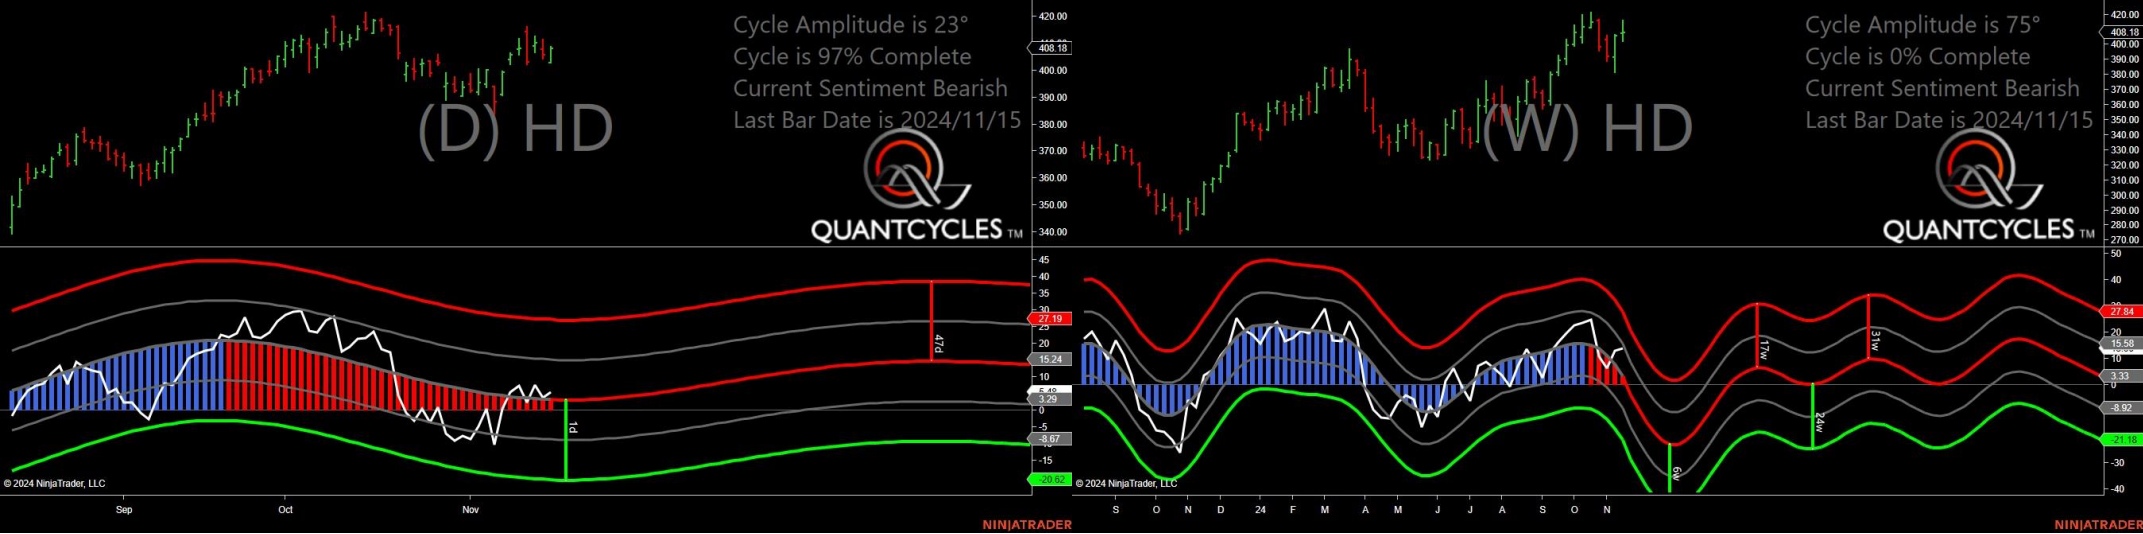 Cycle Amplitude is 23°
Cycle is 97% Complete
Current Sentiment Bearish
Last Bar Date is 2024/11/15
(D) HD
QUANTCYCLES TM
420.00
408.18
400.00
390.00
380.00
370.00
360.00
350.00
340.00
45
40
35
30
27.19
25
15.24
10
3.29
0
-5
-8.67
-15
-20.62
47d
1d
© 2024 NinjaTrader, LLC
Sep Oct Nov
NINJATRADER
Cycle Amplitude is 75°
Cycle is 0% Complete
Current Sentiment Bearish
Last Bar Date is 2024/11/15
(W) HD
QUANTCYCLES TM
420.00
408.18
400.00
390.00
380.00
370.00
360.00
350.00
340.00
330.00
320.00
310.00
300.00
290.00
280.00
270.00
50
40
27.84
20
15.58
10
3.33
0
-8.92
-21.18
-30
-40
17w
31w
24w
6w
© 2024 NinjaTrader, LLC
S O N D 24 F M A M J J A S O N
NINJATRADER